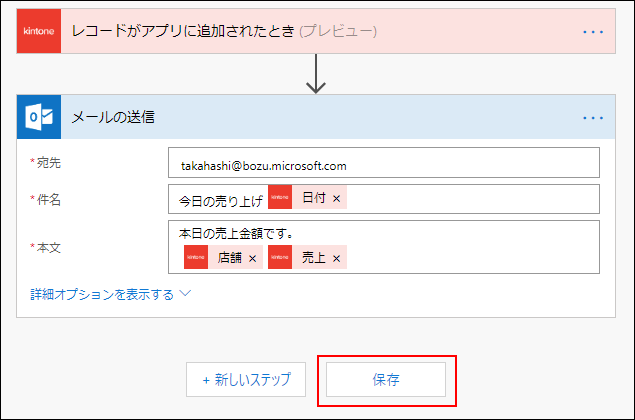 kintone レコードがアプリに追加されたとき (プレビュー) ...
メールの送信 ...
*宛先 takahashi@bozu.microsoft.com
*件名 今日の売り上げ kintone 日付 ×
*本文 本日の売上金額です。
kintone 店舗 × kintone 売上 ×
詳細オプションを表示する
+ 新しいステップ 保存